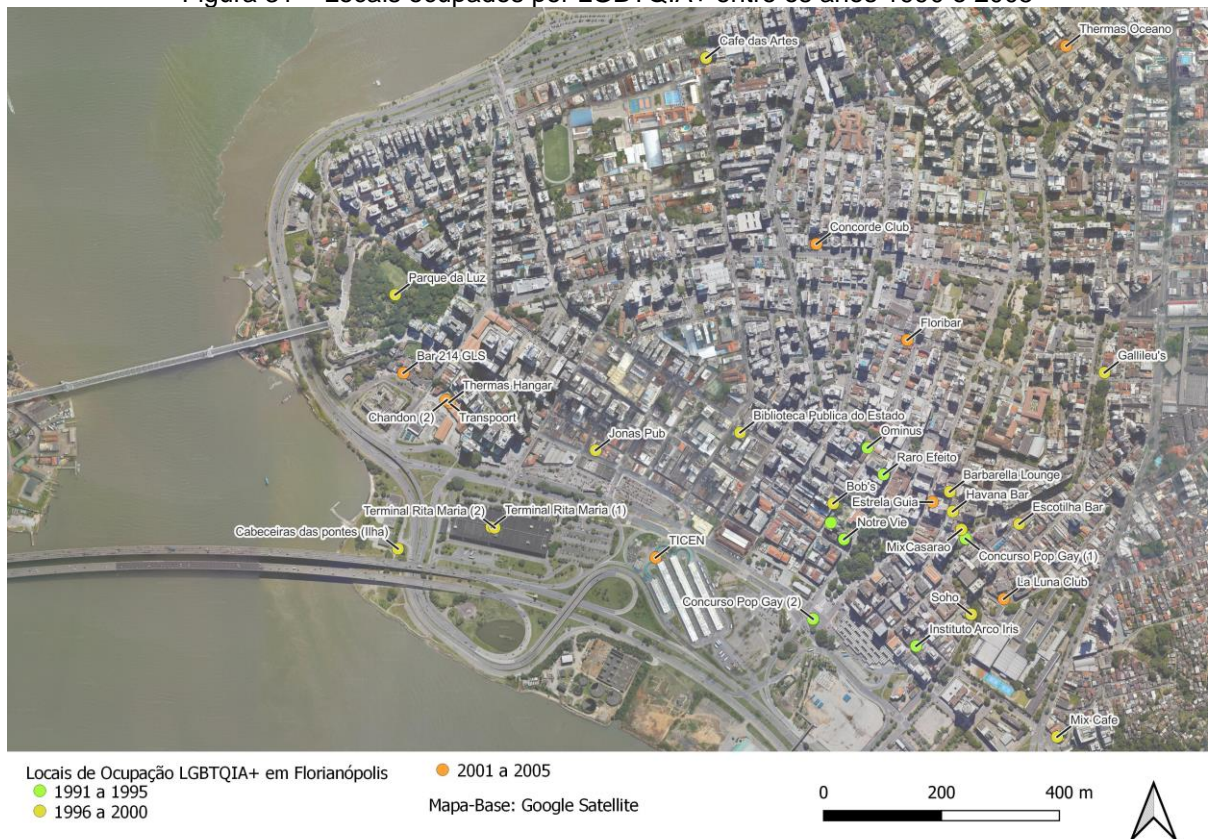 Cafe das Artes
Thermas Oceano
Concorde Club
Parque da Luz
Floribar
Bar 214 GLS
Gallileu's
Thermas Hangar
Chandon (2)
Transpoort
Biblioteca Publica do Estado
Jonas Pub
Ominus
Raro Efeito
Barbarella Lounge
Bob's
Estrela Guia
Havana Bar
Terminal Rita Maria (2)
Terminal Rita Maria (1)
Escotilha Bar
Notre Vie
Cabeceiras das pontes (Ilha)
MixCasarao
Concurso Pop Gay (1)
TICEN
La Luna Club
Concurso Pop Gay (2)
Soho
Instituto Arco Iris
Mix Cafe
Locais de Ocupação LGBTQIA+ em Florianópolis
1991 a 1995
1996 a 2000
2001 a 2005
Mapa-Base: Google Satellite
0 200 400 m